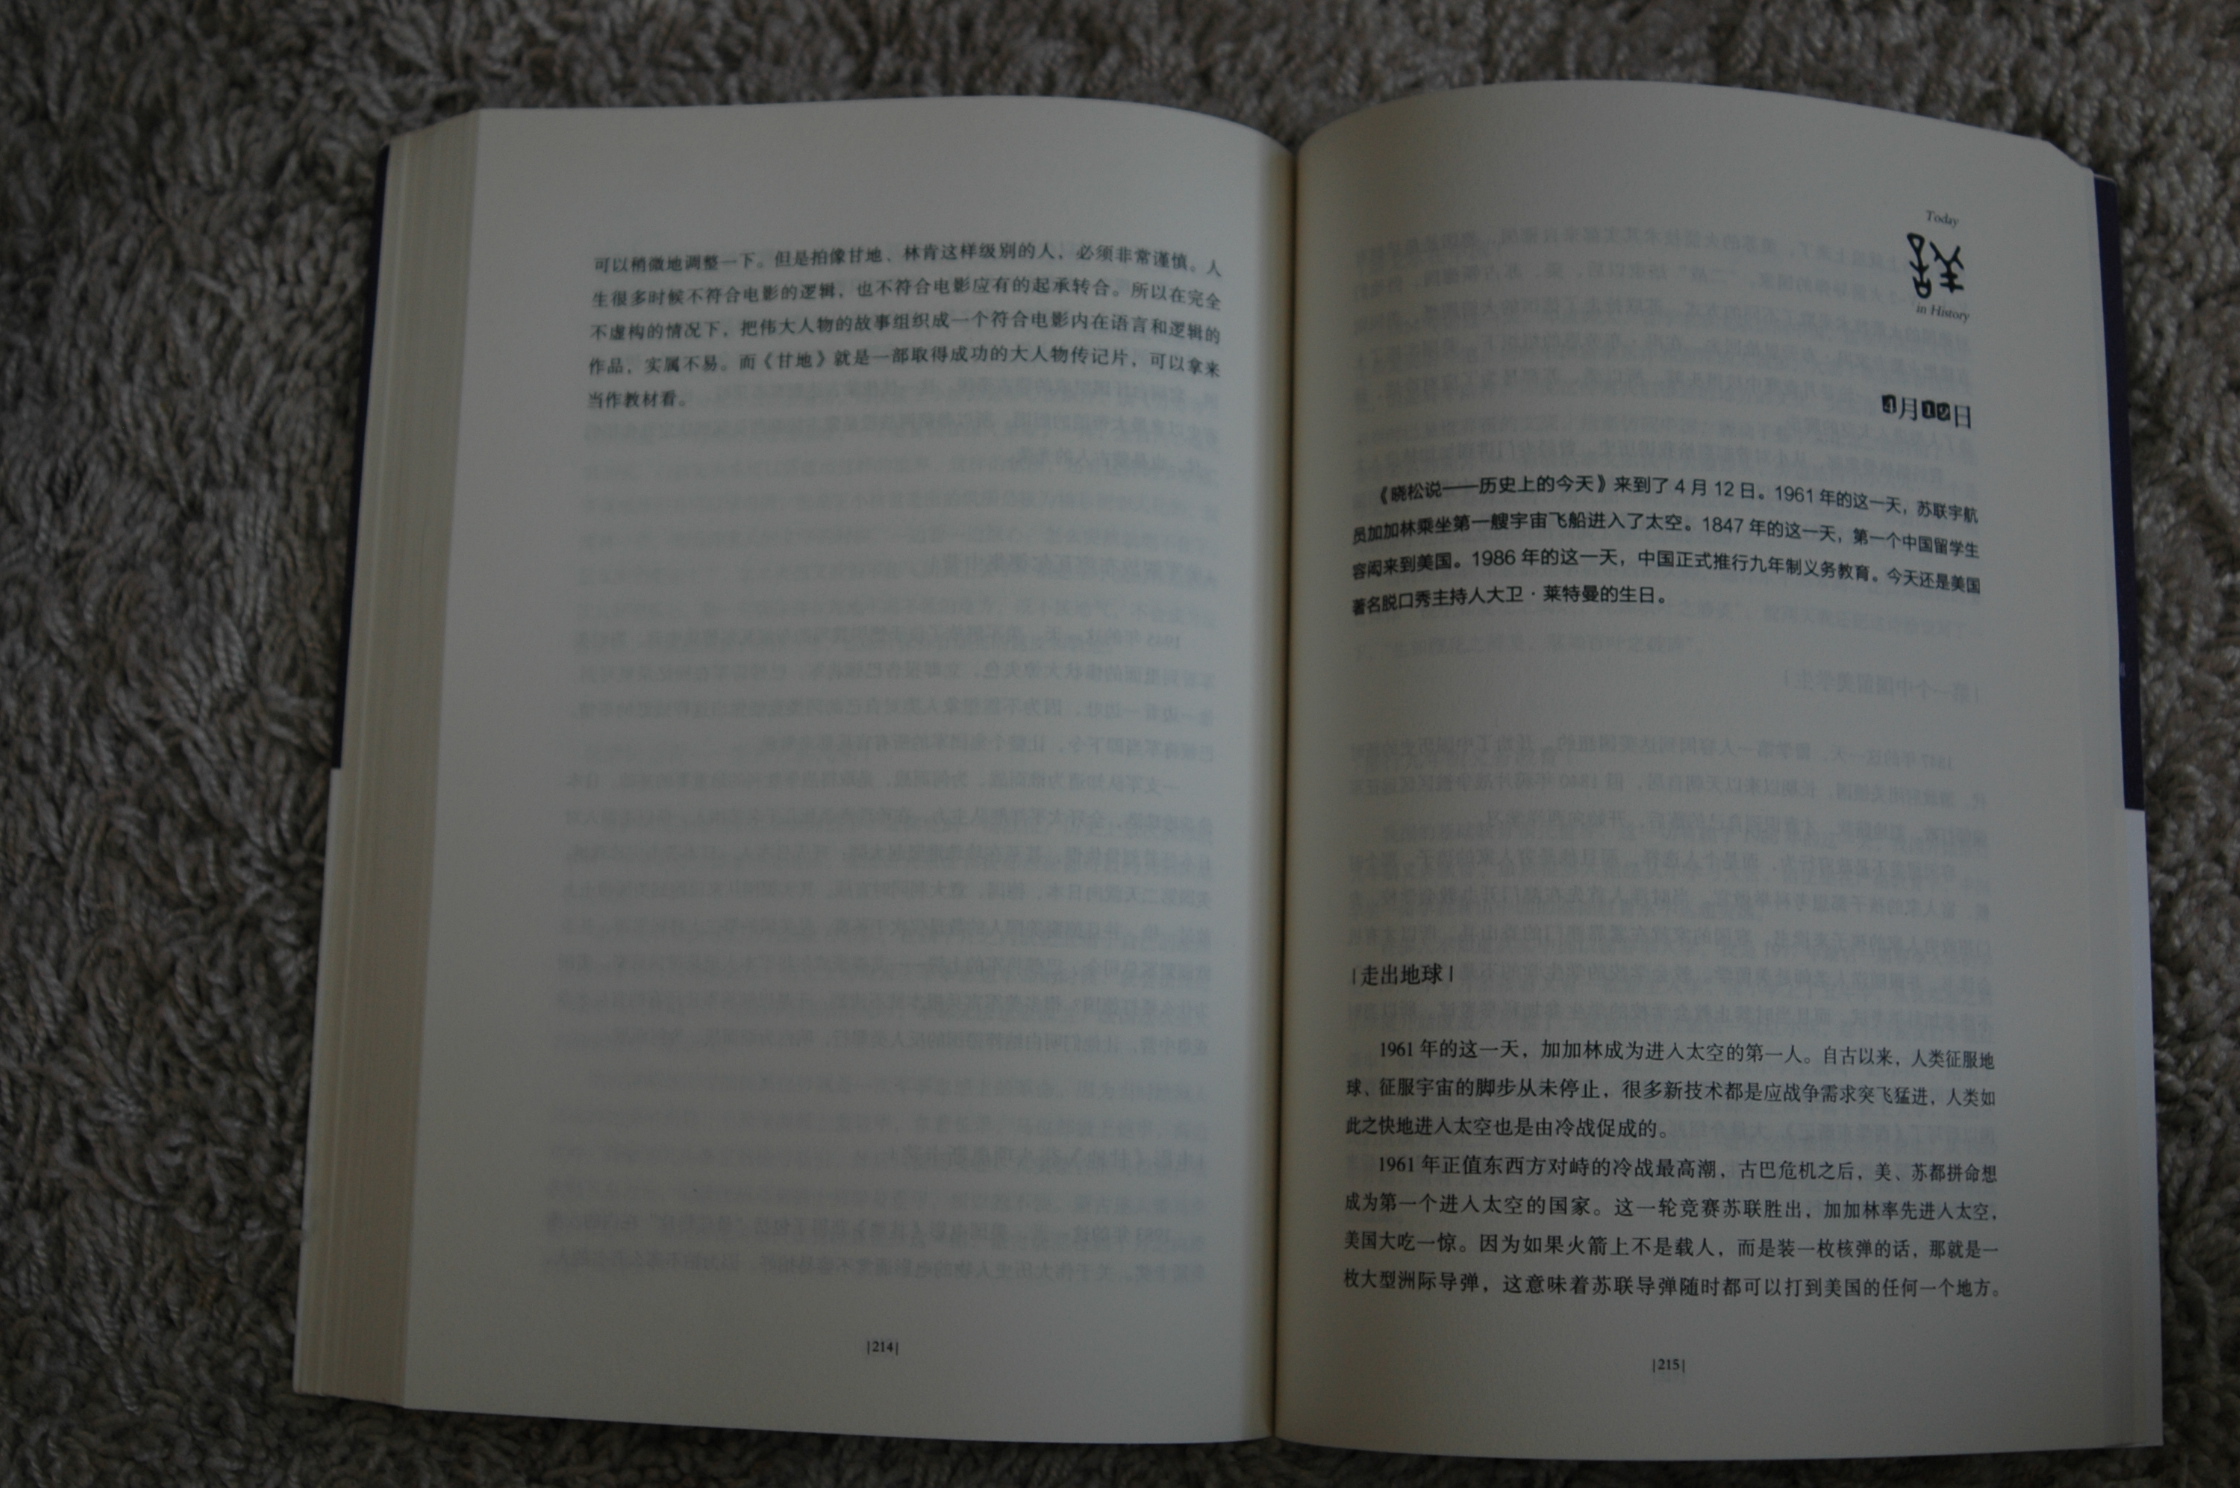 可以稍微地调整一下。但是拍像甘地、林肯这样级别的人，必须非常谨慎。人
生很多时候不符合电影的逻辑，也不符合电影应有的起承转合。所以在完全
不虚构的情况下，把伟大人物的故事组织成一个符合电影内在语言和逻辑的
作品，实属不易。而《甘地》就是一部取得成功的大人物传记片，可以拿来
当作教材看。
|214|
Today
in History
4月12日
《晓松说——历史上的今天》来到了4月12日。1961年的这一天，苏联宇航
员加加林乘坐第一艘宇宙飞船进入了太空。1847年的这一天，第一个中国留学生
容闳来到美国。1986年的这一天，中国正式推行九年制义务教育。今天还是美国
著名脱口秀主持人大卫·莱特曼的生日。
|走出地球|
1961年的这一天，加加林成为进入太空的第一人。自古以来，人类征服地
球、征服宇宙的脚步从未停止，很多新技术都是应战争需求突飞猛进，人类如
此之快地进入太空也是由冷战促成的。
1961年正值东西方对峙的冷战最高潮，古巴危机之后，美、苏都拼命想
成为第一个进入太空的国家。这一轮竞赛苏联胜出，加加林率先进入太空，
美国大吃一惊。因为如果火箭上不是载人，而是装一枚核弹的话，那就是一
枚大型洲际导弹，这意味着苏联导弹随时都可以打到美国的任何一个地方。
|215|